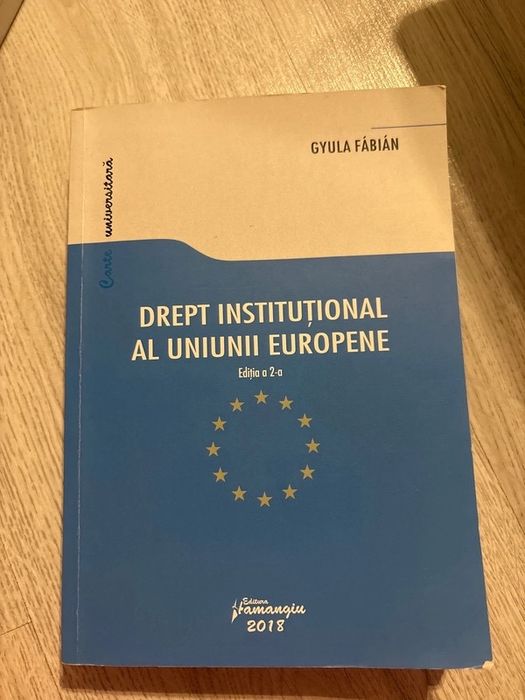 GYULA FÁBIÁN
Carte universitară
DREPT INSTITUȚIONAL
AL UNIUNII EUROPENE
Ediția a 2-a
Editura
Hamangiu
2018